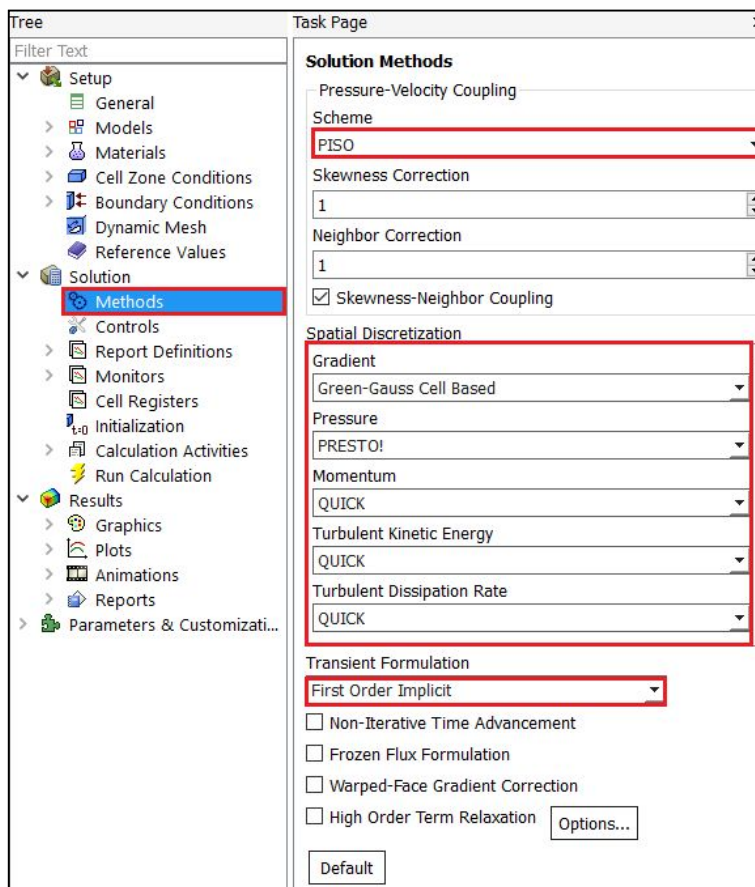 Tree
Filter Text
Setup
General
Models
Materials
Cell Zone Conditions
Boundary Conditions
Dynamic Mesh
Reference Values
Solution
Methods
Controls
Report Definitions
Monitors
Cell Registers
t=0 Initialization
Calculation Activities
Run Calculation
Results
Graphics
Plots
Animations
Reports
Parameters & Customizati...
Task Page
Solution Methods
Pressure-Velocity Coupling
Scheme
PISO
Skewness Correction
1
Neighbor Correction
1
Skewness-Neighbor Coupling
Spatial Discretization
Gradient
Green-Gauss Cell Based
Pressure
PRESTO!
Momentum
QUICK
Turbulent Kinetic Energy
QUICK
Turbulent Dissipation Rate
QUICK
Transient Formulation
First Order Implicit
Non-Iterative Time Advancement
Frozen Flux Formulation
Warped-Face Gradient Correction
High Order Term Relaxation
Options...
Default